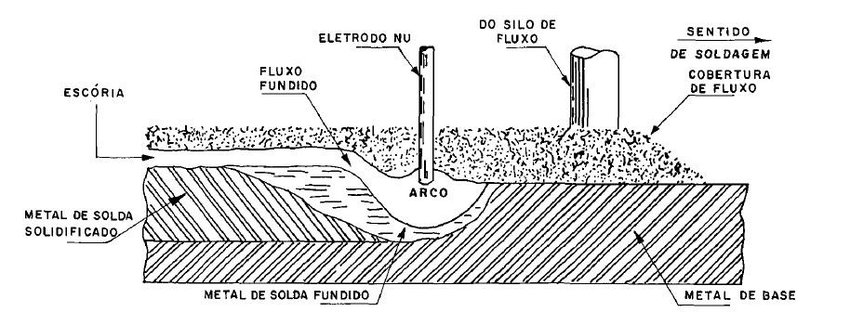 ELETRODO NU
DO SILO DE
FLUXO
SENTIDO
DE SOLDAGEM
COBERTURA
DE FLUXO
FLUXO
FUNDIDO
ESCÓRIA
ARCO
METAL DE SOLDA
SOLIDIFICADO
METAL DE SOLDA FUNDIDO
METAL DE BASE